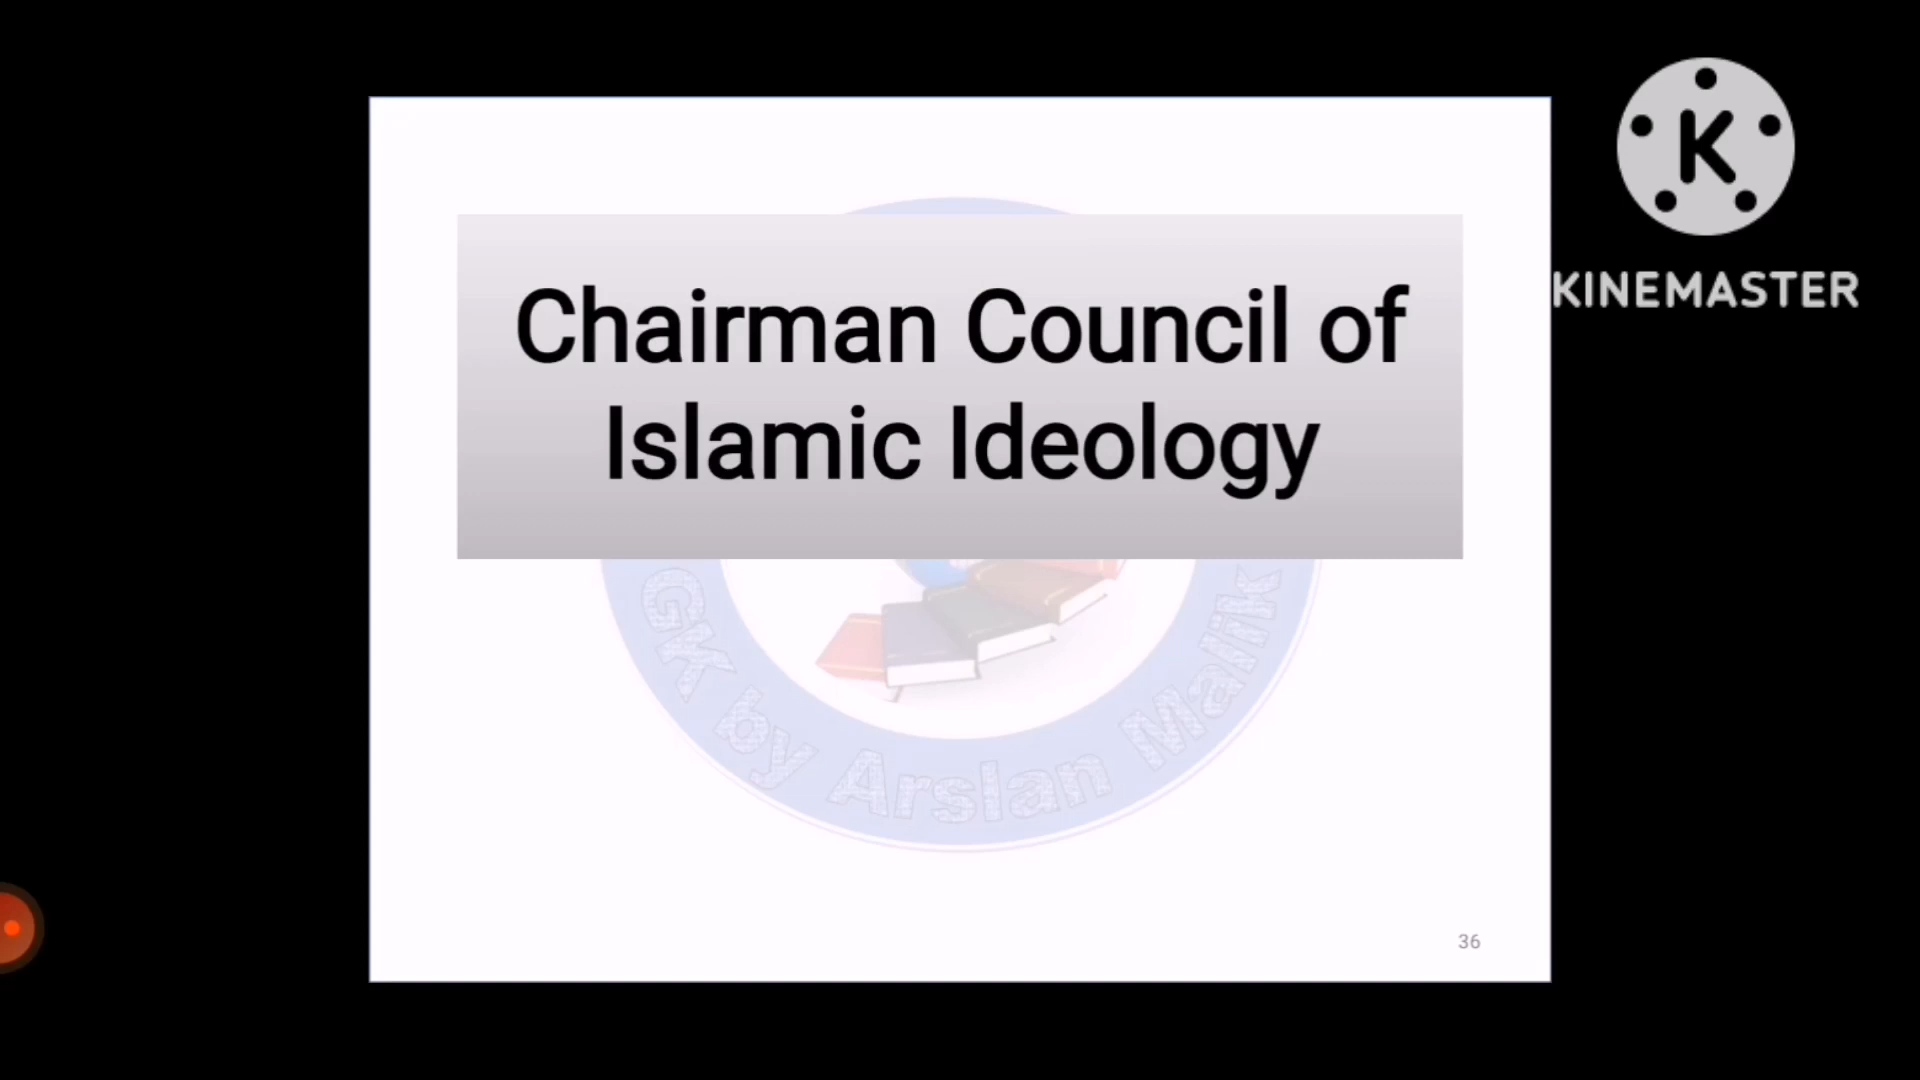 Chairman Council of
Islamic Ideology
K
KINEMASTER
GK by Arslan Malik
36